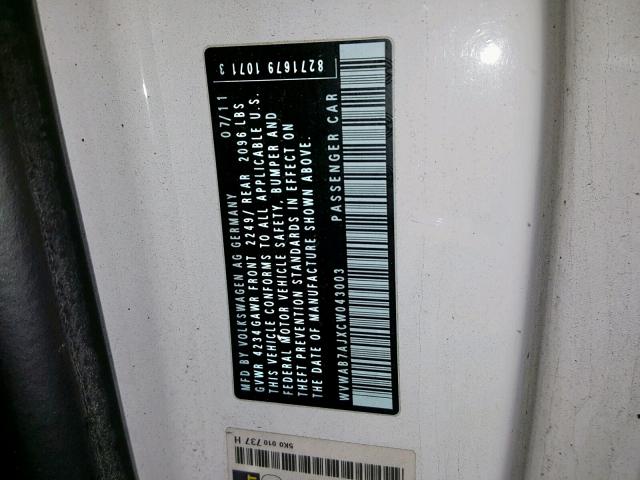 8271679 1071 3
MFD BY VOLKSWAGEN AG GERMANY 07/11
GVWR 4234GAWR FRONT 2249/ REAR 2096 LBS
THIS VEHICLE CONFORMS TO ALL APPLICABLE U.S.
FEDERAL MOTOR VEHICLE SAFETY, BUMPER AND
THEFT PREVENTION STANDARDS IN EFFECT ON
THE DATE OF MANUFACTURE SHOWN ABOVE.
WVWAB7AJXCW043003 PASSENGER CAR
5K0 010 737 H